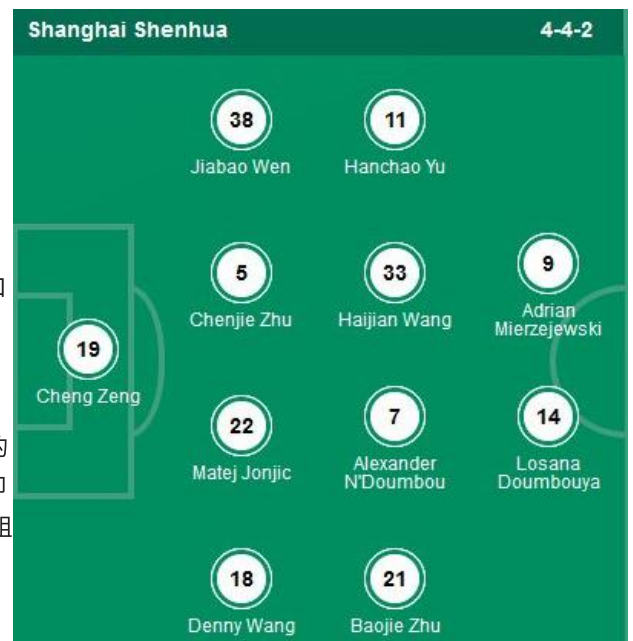 Shanghai Shenhua 4-4-2
38
Jiabao Wen
11
Hanchao Yu
5
Chenjie Zhu
33
Haijian Wang
9
Adrian
Mierzejewski
19
Cheng Zeng
22
Matej Jonjic
7
Alexander
N'Doumbou
14
Losana
Doumbouya
18
Denny Wang
21
Baojie Zhu